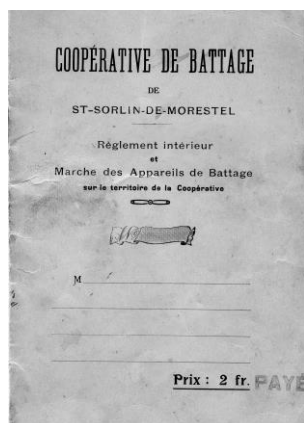 COOPÉRATIVE DE BATTAGE
DE
ST-SORLIN-DE-MORESTEL
Règlement intérieur
et
Marche des Appareils de Battage
sur le territoire de la Coopérative
M
Prix : 2 fr. PAYÉ